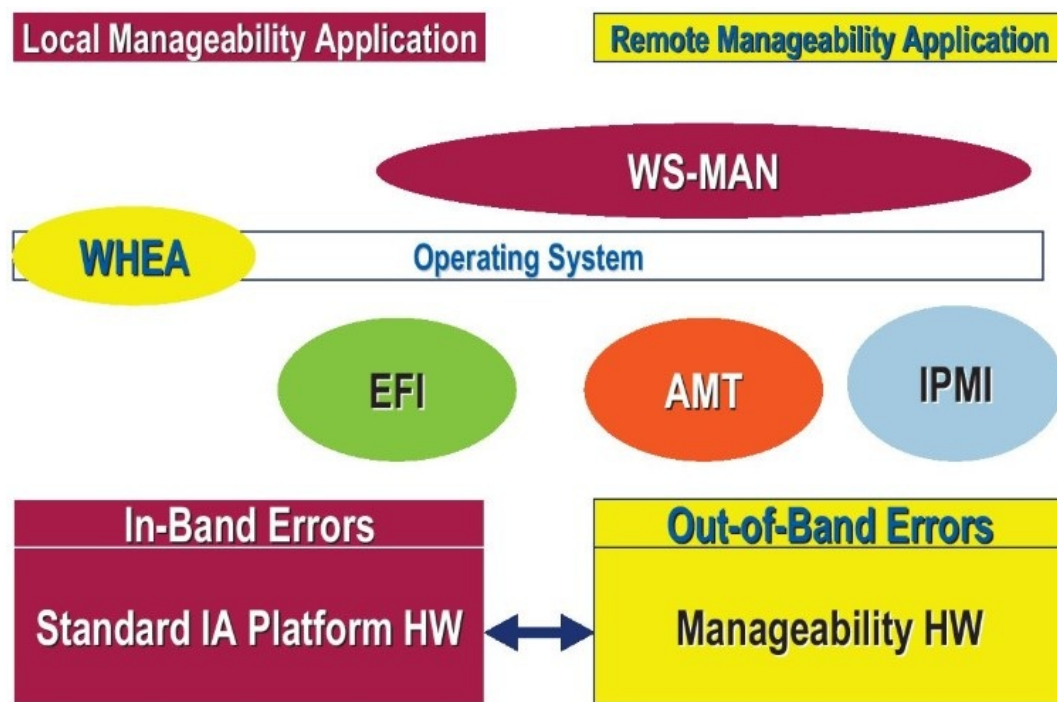 Local Manageability Application
Remote Manageability Application
WS-MAN
WHEA
Operating System
EFI
AMT
IPMI
In-Band Errors
Out-of-Band Errors
Standard IA Platform HW
Manageability HW